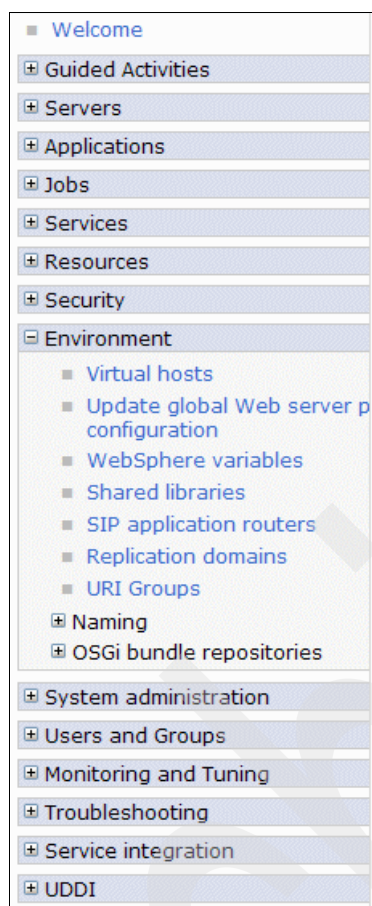 Welcome
Guided Activities
Servers
Applications
Jobs
Services
Resources
Security
Environment
Virtual hosts
Update global Web server p
configuration
WebSphere variables
Shared libraries
SIP application routers
Replication domains
URI Groups
Naming
OSGi bundle repositories
System administration
Users and Groups
Monitoring and Tuning
Troubleshooting
Service integration
UDDI